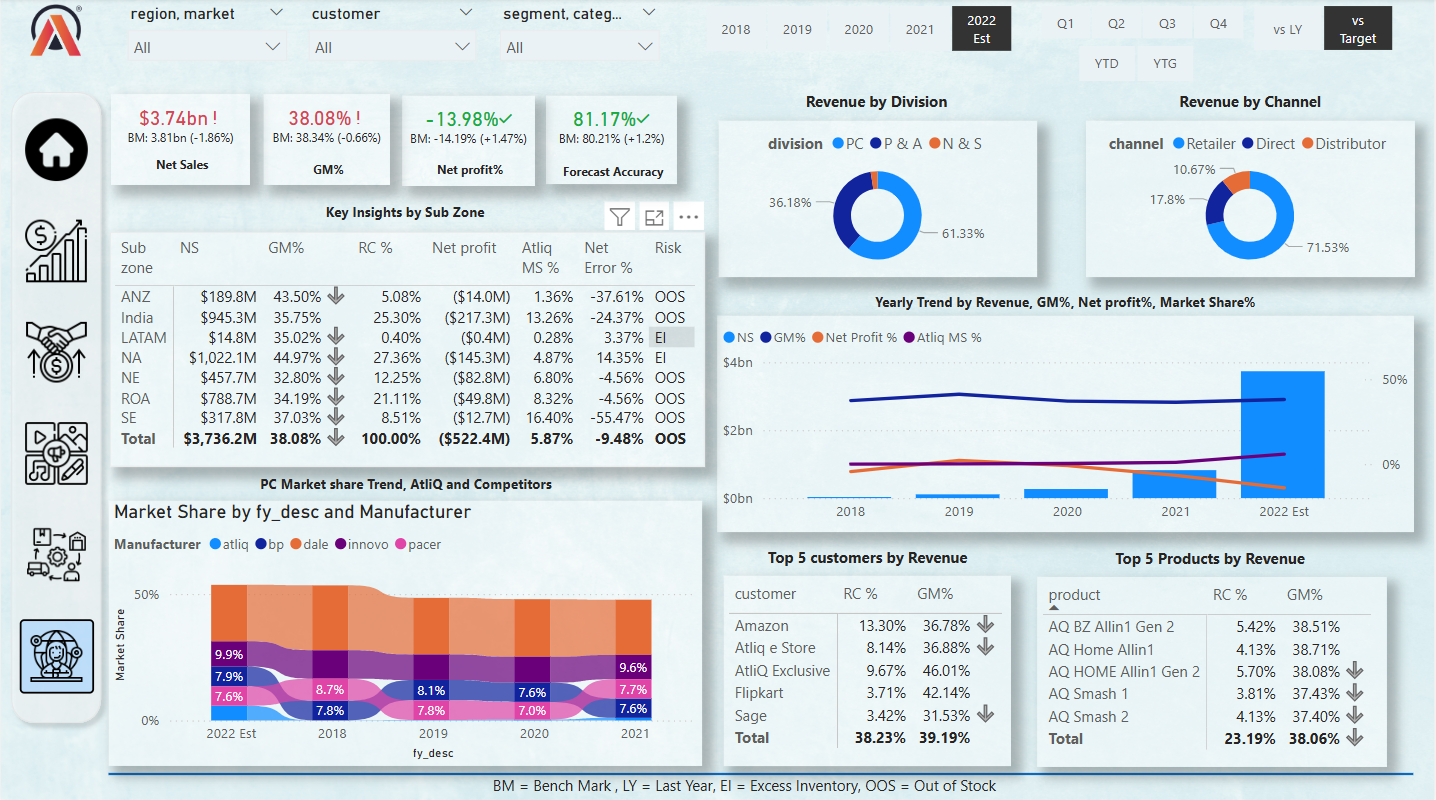 region, market
customer
segment, categ...
All
All
All
2018
2019
2020
2021
2022
Est
Q1
Q2
Q3
Q4
YTD
YTG
vs LY
vs
Target
$3.74bn !
BM: 3.81bn (-1.86%)
Net Sales
38.08% !
BM: 38.34% (-0.66%)
GM%
-13.98%✓
BM: -14.19% (+1.47%)
Net profit%
81.17%✓
BM: 80.21% (+1.2%)
Forecast Accuracy
Revenue by Division
division PC P & A N & S
36.18%
61.33%
Revenue by Channel
channel Retailer Direct Distributor
10.67%
17.8%
71.53%
Key Insights by Sub Zone
Sub zone NS GM% RC % Net profit Atliq MS % Net Error % Risk
ANZ $189.8M 43.50% 5.08% ($14.0M) 1.36% -37.61% OOS
India $945.3M 35.75% 25.30% ($217.3M) 13.26% -24.37% OOS
LATAM $14.8M 35.02% 0.40% ($0.4M) 0.28% 3.37% EI
NA $1,022.1M 44.97% 27.36% ($145.3M) 4.87% 14.35% EI
NE $457.7M 32.80% 12.25% ($82.8M) 6.80% -4.56% OOS
ROA $788.7M 34.19% 21.11% ($49.8M) 8.32% -4.56% OOS
SE $317.8M 37.03% 8.51% ($12.7M) 16.40% -55.47% OOS
Total $3,736.2M 38.08% 100.00% ($522.4M) 5.87% -9.48% OOS
Yearly Trend by Revenue, GM%, Net profit%, Market Share%
NS GM% Net Profit % Atliq MS %
$4bn
$2bn
$0bn
50%
0%
2018 2019 2020 2021 2022 Est
PC Market share Trend, AtliQ and Competitors
Market Share by fy_desc and Manufacturer
Manufacturer atliq bp dale innovo pacer
Market Share
50%
0%
9.9%
7.9%
7.6%
8.7%
7.8%
8.1%
7.8%
7.6%
7.0%
9.6%
7.7%
7.6%
2022 Est 2018 2019 2020 2021
fy_desc
Top 5 customers by Revenue
customer RC % GM%
Amazon 13.30% 36.78%
Atliq e Store 8.14% 36.88%
AtliQ Exclusive 9.67% 46.01%
Flipkart 3.71% 42.14%
Sage 3.42% 31.53%
Total 38.23% 39.19%
Top 5 Products by Revenue
product RC % GM%
AQ BZ Allin1 Gen 2 5.42% 38.51%
AQ Home Allin1 4.13% 38.71%
AQ HOME Allin1 Gen 2 5.70% 38.08%
AQ Smash 1 3.81% 37.43%
AQ Smash 2 4.13% 37.40%
Total 23.19% 38.06%
BM = Bench Mark , LY = Last Year, EI = Excess Inventory, OOS = Out of Stock